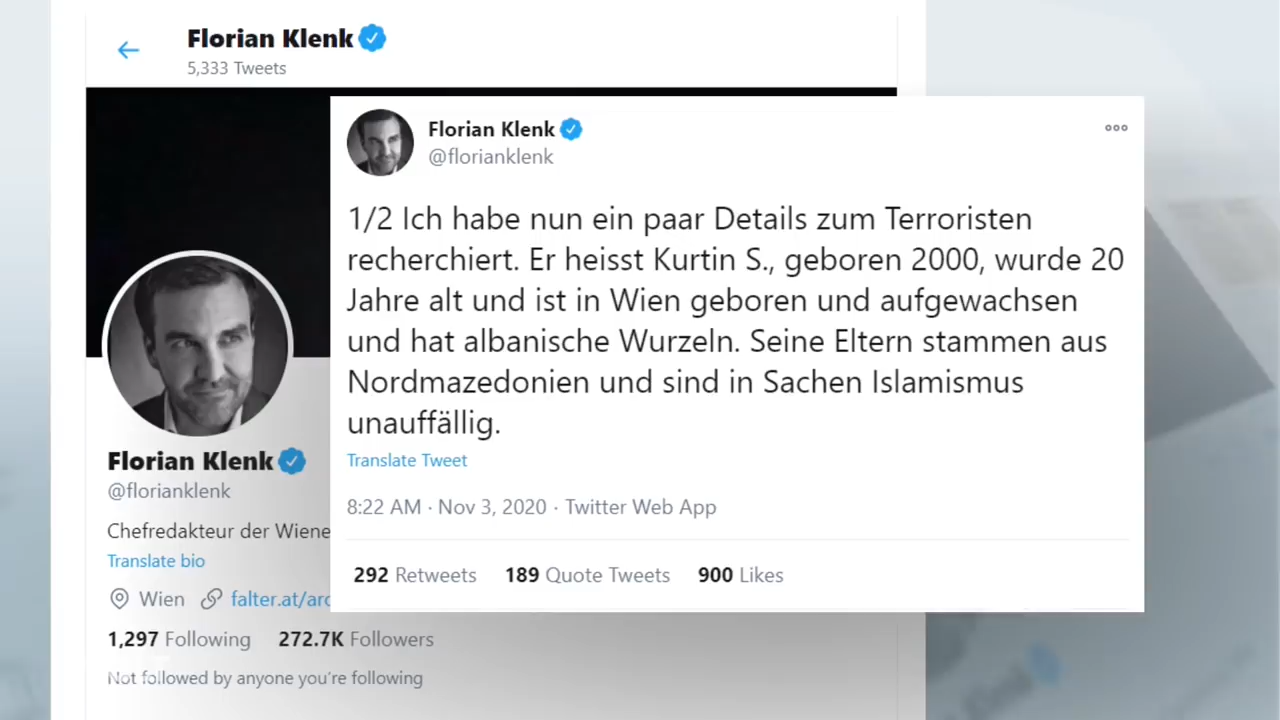 Florian Klenk
5,333 Tweets
Florian Klenk
@florianklenk
1/2 Ich habe nun ein paar Details zum Terroristen
recherchiert. Er heisst Kurtin S., geboren 2000, wurde 20
Jahre alt und ist in Wien geboren und aufgewachsen
und hat albanische Wurzeln. Seine Eltern stammen aus
Nordmazedonien und sind in Sachen Islamismus
unauffällig.
Translate Tweet
8:22 AM · Nov 3, 2020 · Twitter Web App
292 Retweets 189 Quote Tweets 900 Likes
Florian Klenk
@florianklenk
Chefredakteur der Wiene
Translate bio
Wien falter.at/arc
1,297 Following 272.7K Followers
Not followed by anyone you're following